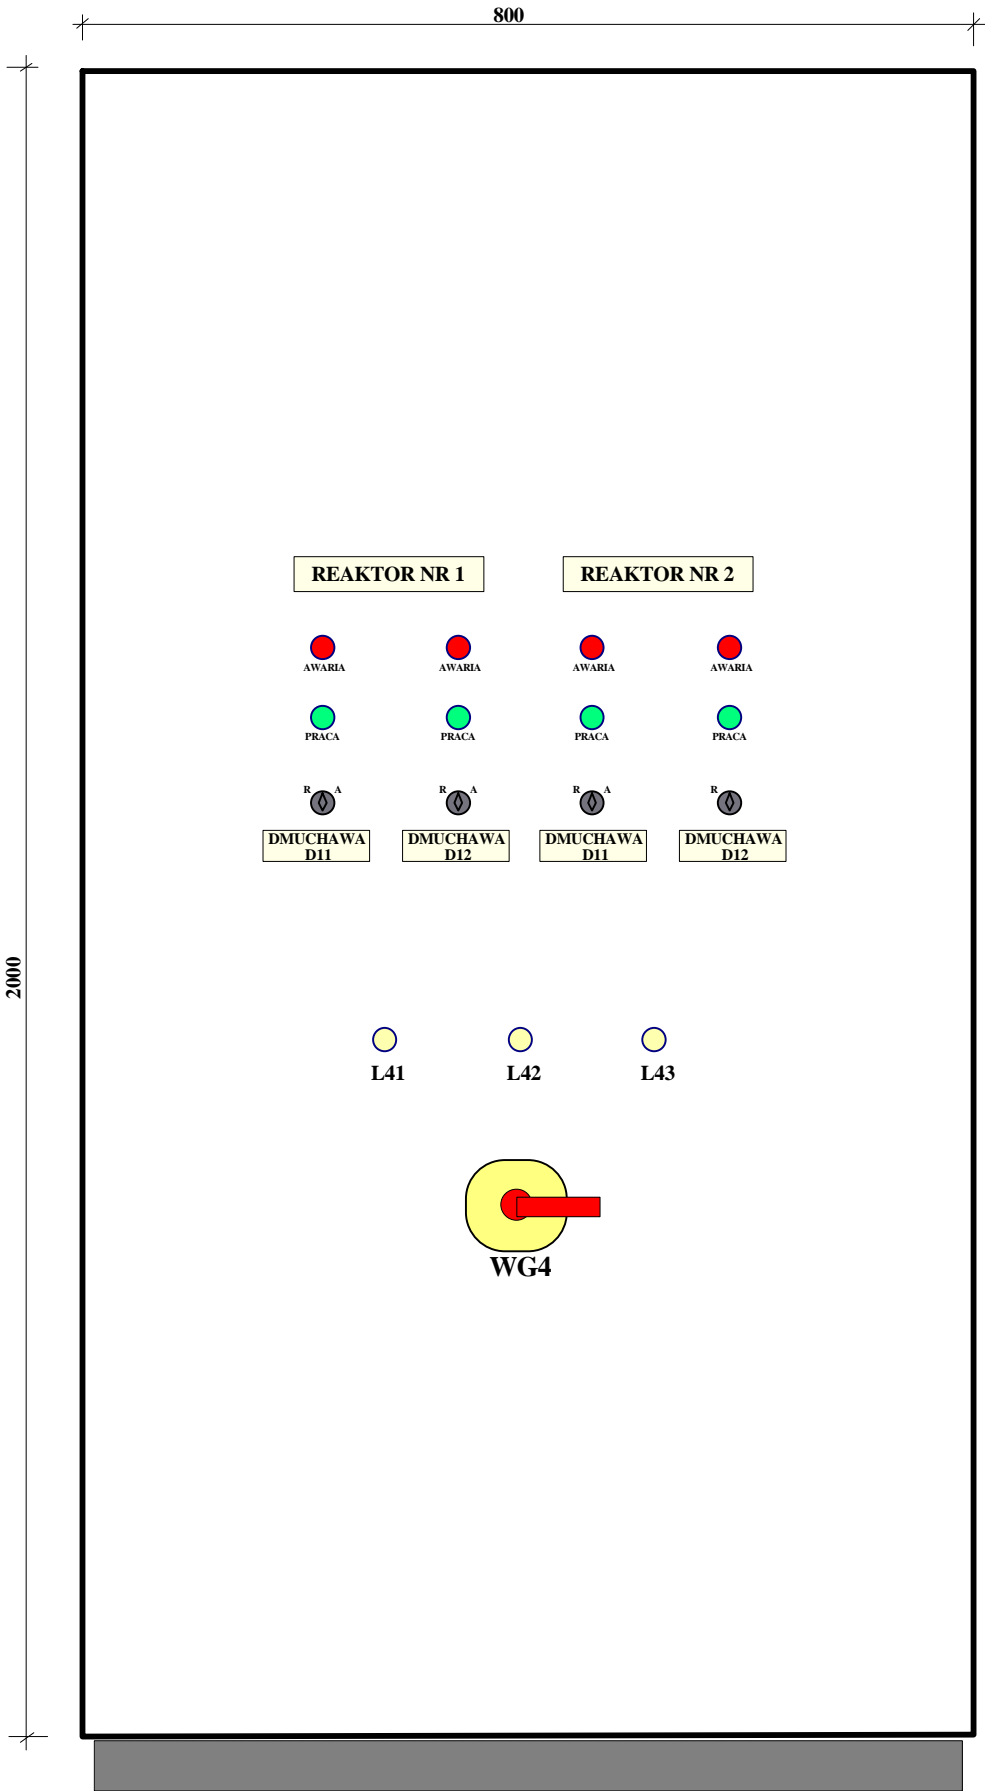 800
2000
REAKTOR NR 1 REAKTOR NR 2
AWARIA AWARIA AWARIA AWARIA
PRACA PRACA PRACA PRACA
R A R A R A R
DMUCHAWA DMUCHAWA DMUCHAWA DMUCHAWA
D11 D12 D11 D12
L41 L42 L43
WG4